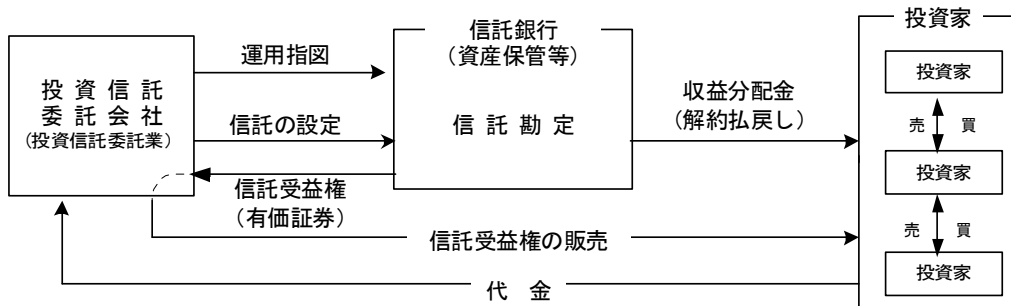 投資信託
委託会社
(投資信託委託業)
運用指図
信託の設定
信託受益権
(有価証券)
信託銀行
(資産保管等)
信託勘定
収益分配金
(解約払戻し)
信託受益権の販売
代金
投資家
投資家
売 買
投資家
売 買
投資家